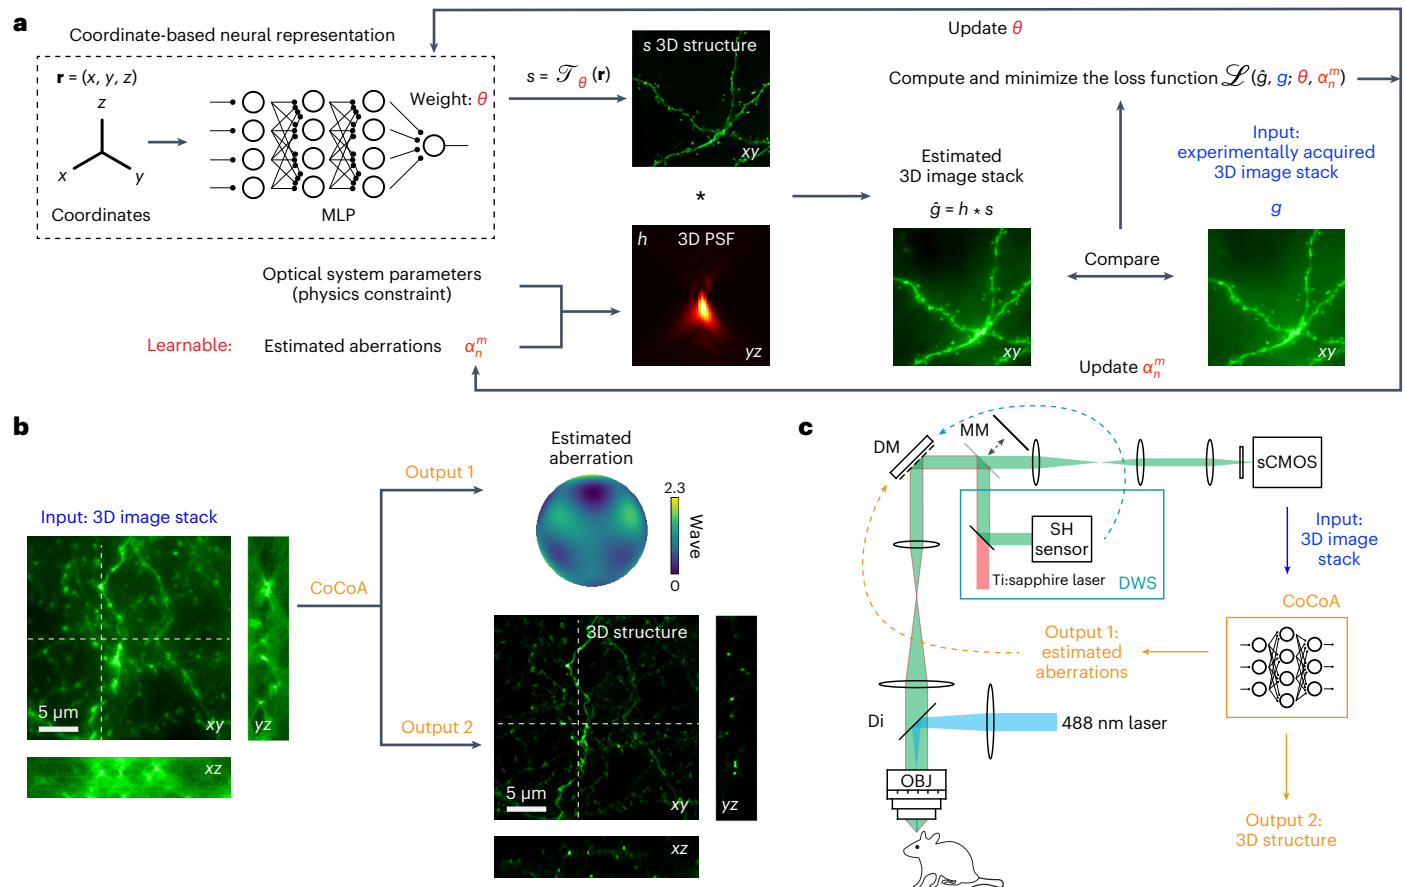 a
Coordinate-based neural representation
r = (x, y, z)
z
x
y
Coordinates
Weight: θ
MLP
s = 𝒯θ (r)
s 3D structure
xy
*
h 3D PSF
yz
Optical system parameters
(physics constraint)
Learnable: Estimated aberrations αₙᵐ
Update θ
Compute and minimize the loss function ℒ (ĝ, g; θ, αₙᵐ)
Estimated
3D image stack
ĝ = h * s
xy
Compare
Input:
experimentally acquired
3D image stack
g
xy
Update αₙᵐ
b
Input: 3D image stack
5 µm
xy
yz
xz
CoCoA
Output 1
Output 2
Estimated
aberration
2.3
Wave
0
3D structure
5 µm
xy
yz
xz
c
DM
MM
sCMOS
SH
sensor
Ti:sapphire laser
DWS
Input:
3D image
stack
CoCoA
Output 1:
estimated
aberrations
Di
488 nm laser
OBJ
Output 2:
3D structure